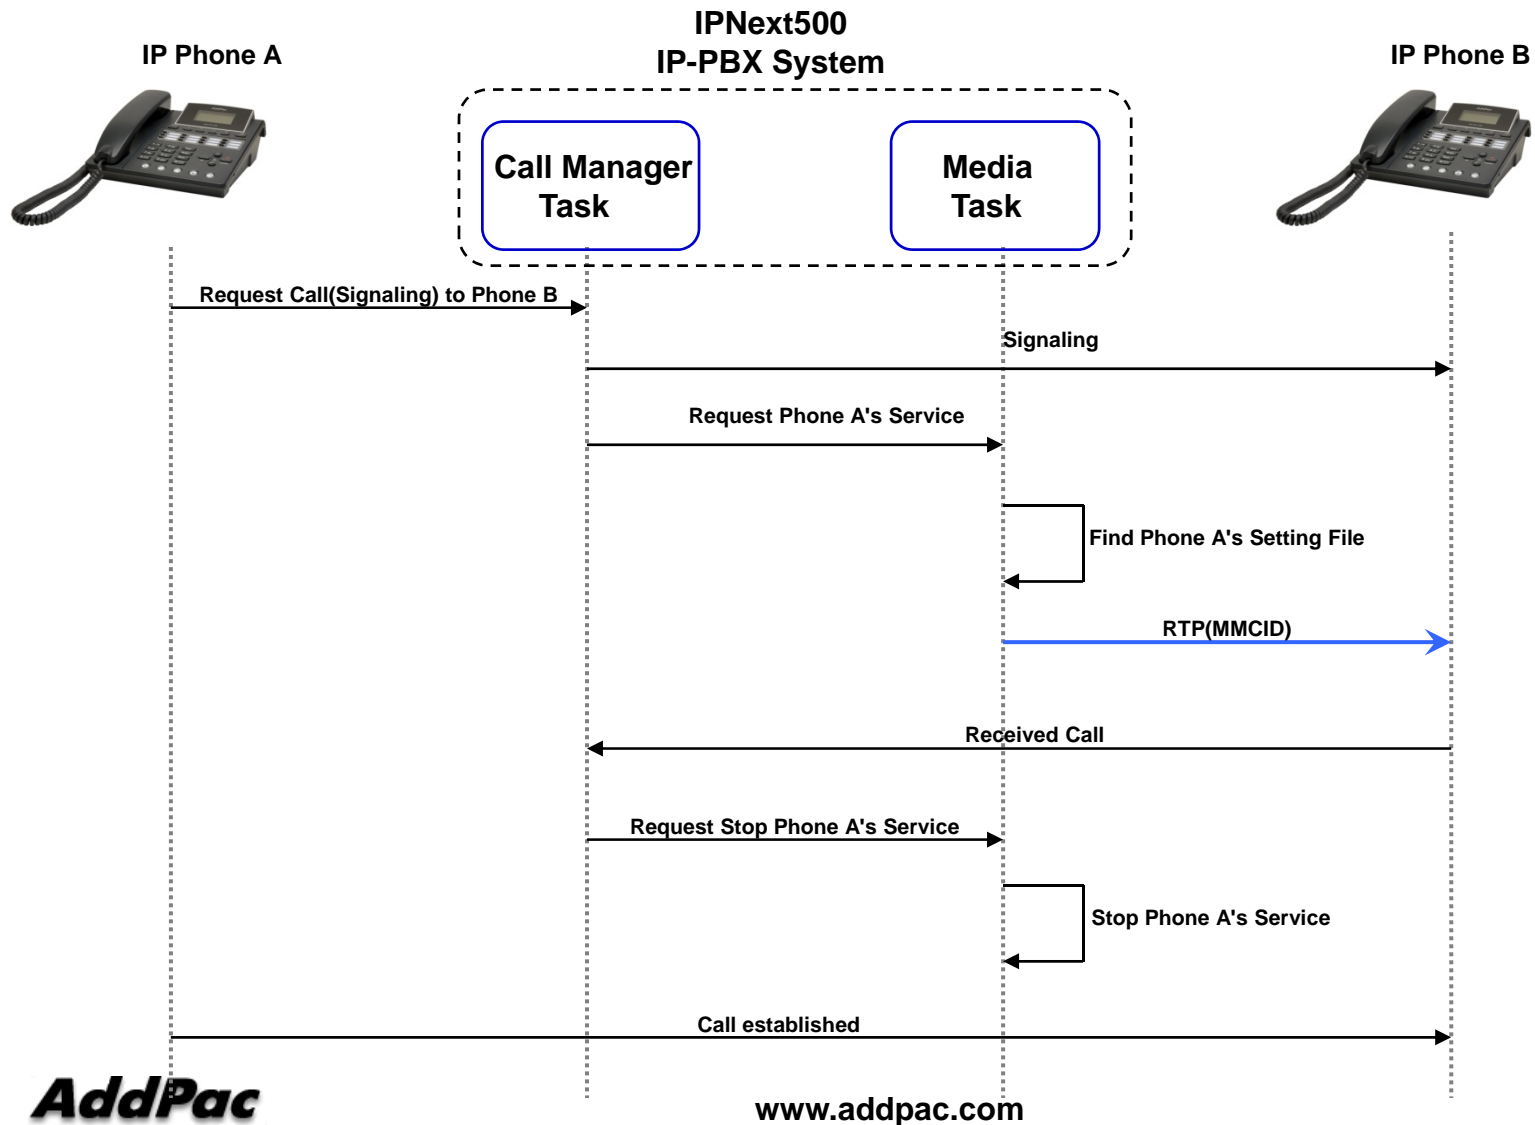 IPNext500
IP-PBX System
IP Phone A
IP Phone B
Call Manager
Task
Media
Task
Request Call(Signaling) to Phone B
Signaling
Request Phone A's Service
Find Phone A's Setting File
RTP(MMCID)
Received Call
Request Stop Phone A's Service
Stop Phone A's Service
Call established
AddPac
www.addpac.com